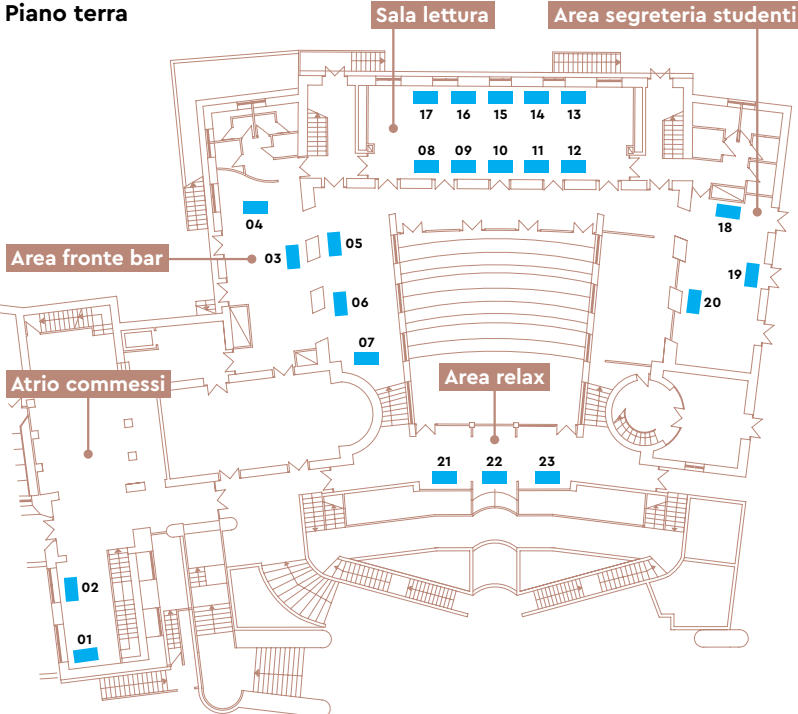 Piano terra
Sala lettura
Area segreteria studenti
17 16 15 14 13
08 09 10 11 12
04
18
05
03
Area fronte bar
19
06
20
07
Atrio commessi
Area relax
21 22 23
02
01